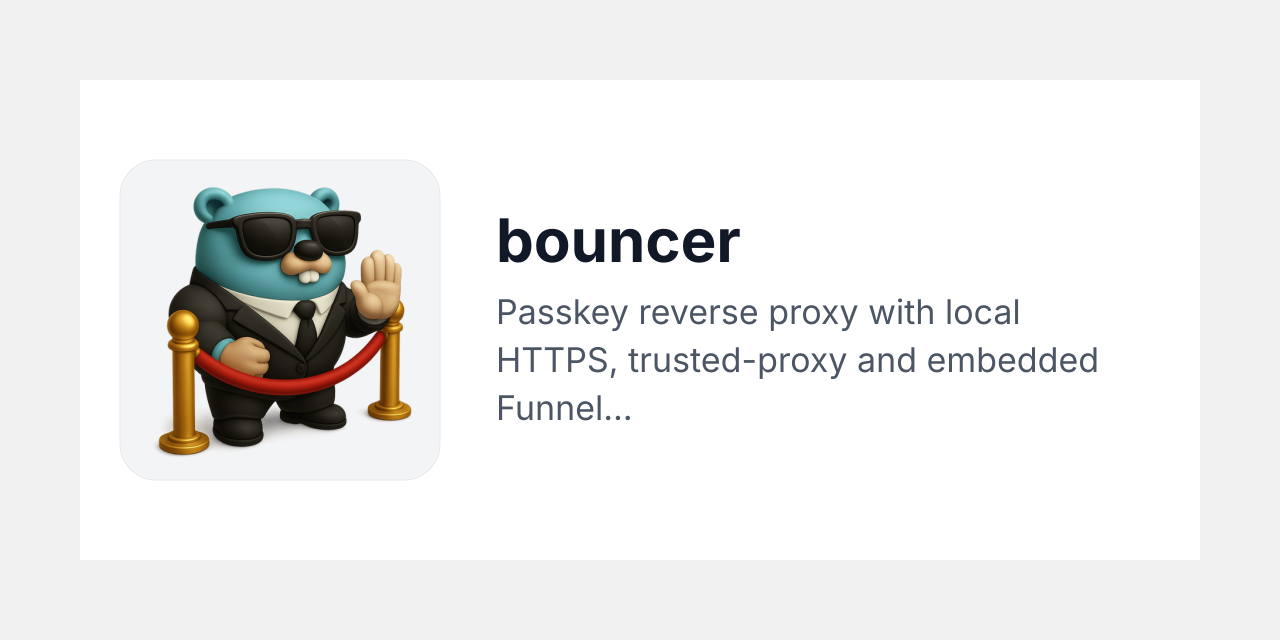 bouncer
Passkey reverse proxy with local
HTTPS, trusted-proxy and embedded
Funnel...